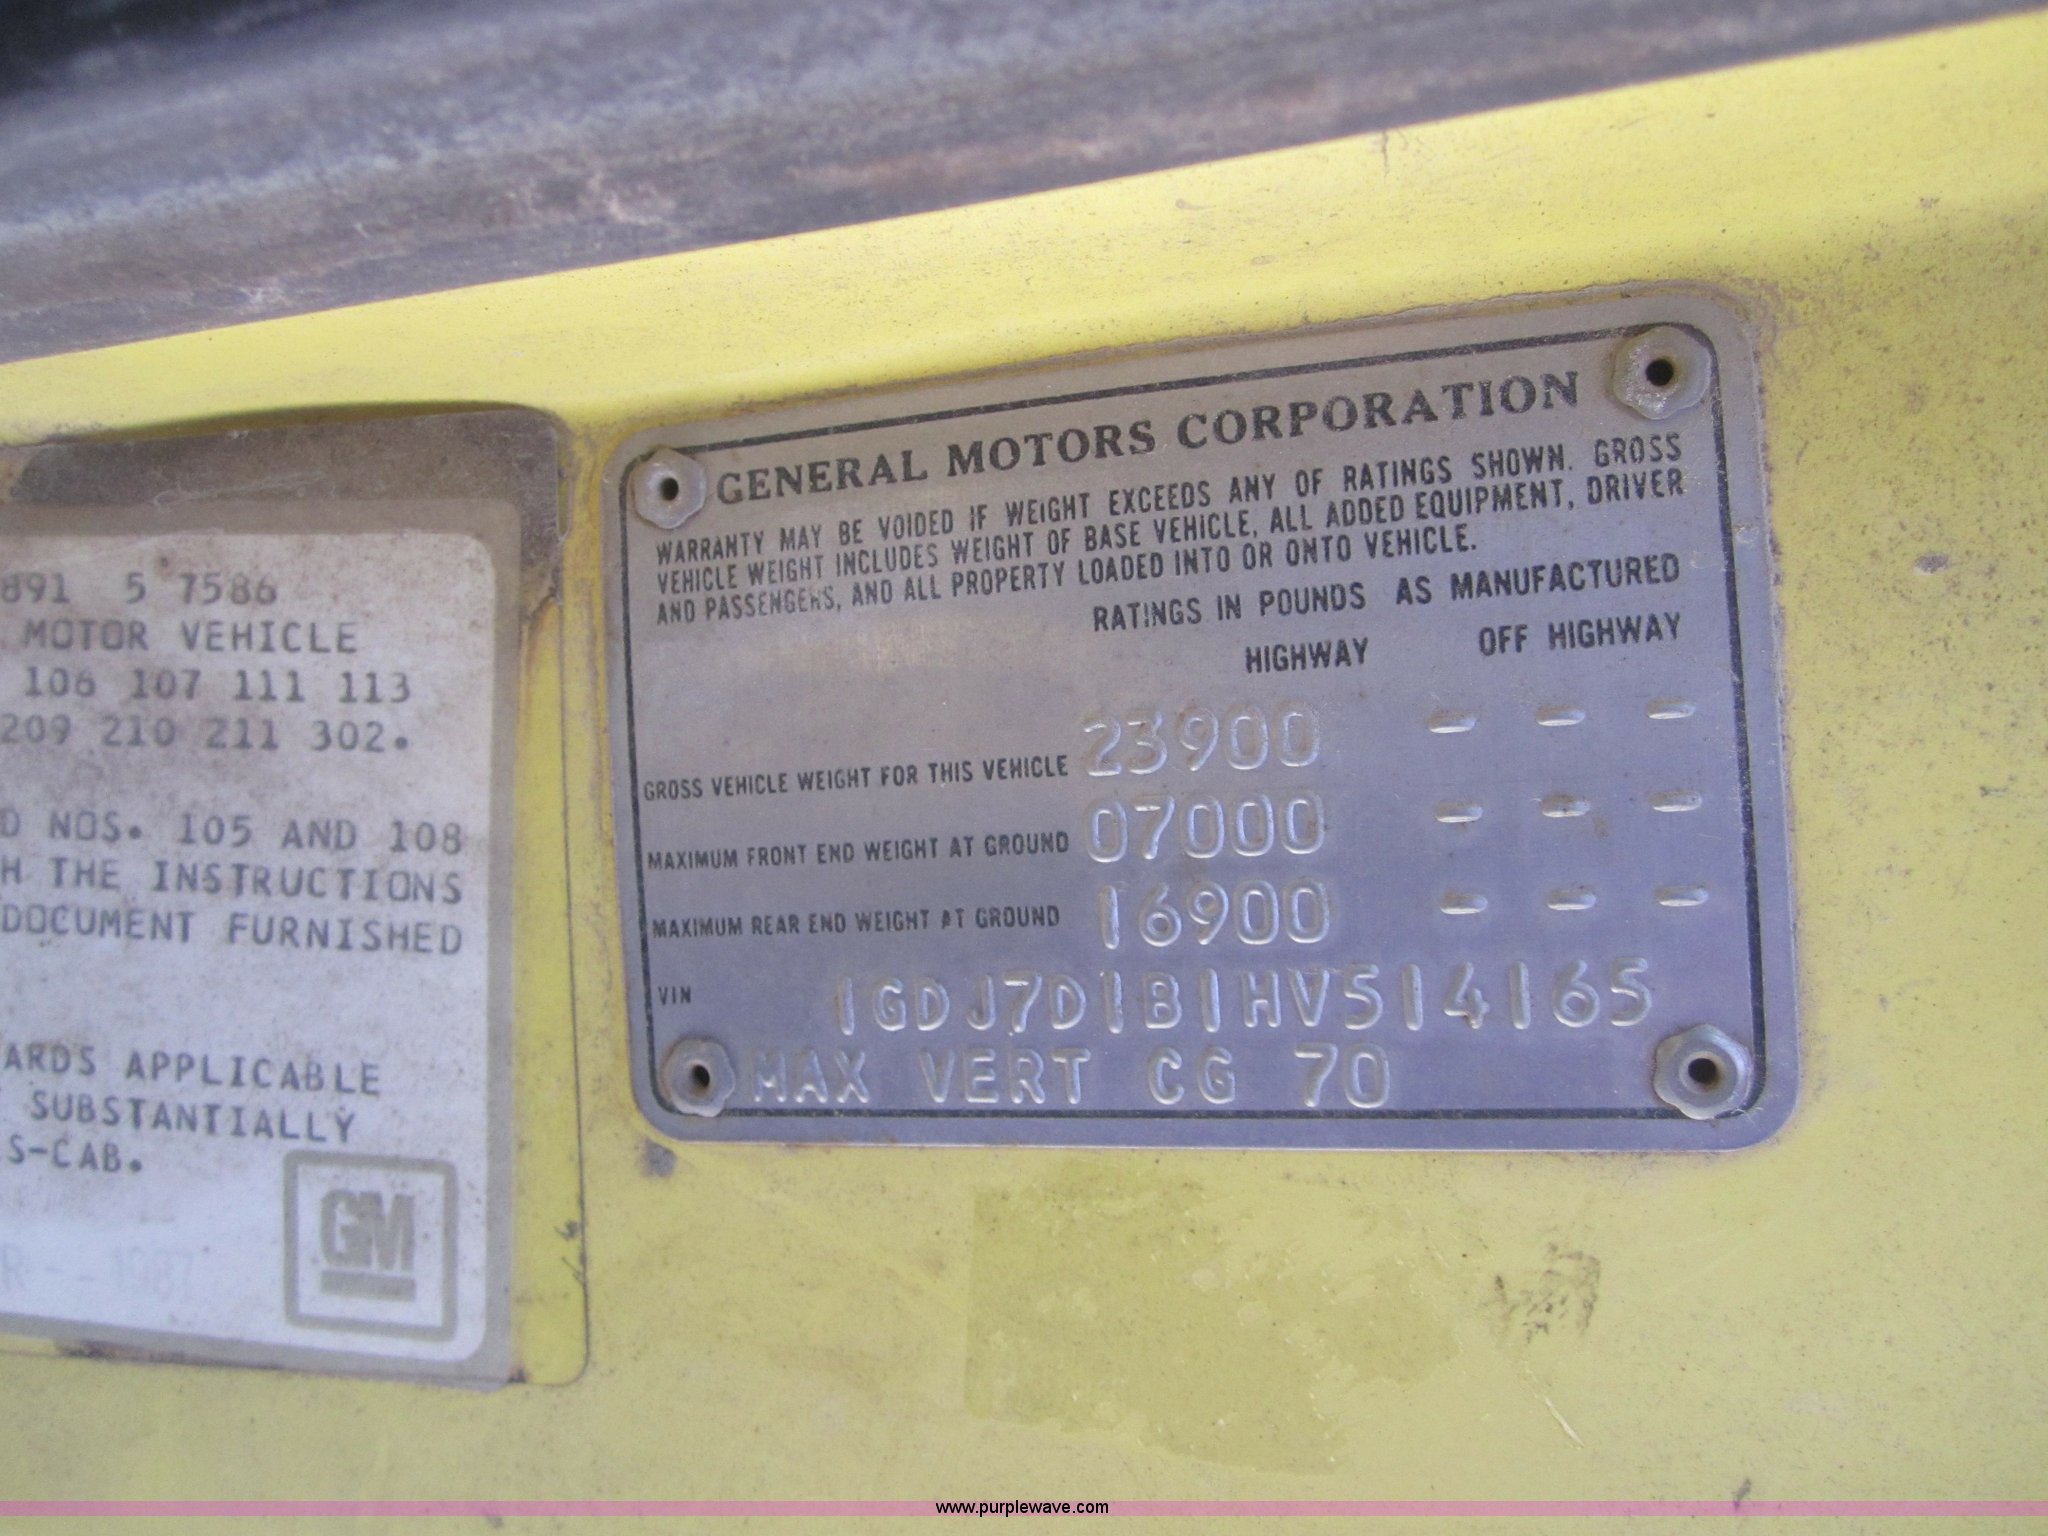 891 5 7586
MOTOR VEHICLE
106 107 111 113
209 210 211 302.
D NOS. 105 AND 108
H THE INSTRUCTIONS
DOCUMENT FURNISHED
ARDS APPLICABLE
SUBSTANTIALLY
S-CAB.
R - 1987
GM
GENERAL MOTORS CORPORATION
WARRANTY MAY BE VOIDED IF WEIGHT EXCEEDS ANY OF RATINGS SHOWN. GROSS
VEHICLE WEIGHT INCLUDES WEIGHT OF BASE VEHICLE, ALL ADDED EQUIPMENT, DRIVER
AND PASSENGERS, AND ALL PROPERTY LOADED INTO OR ONTO VEHICLE.
RATINGS IN POUNDS AS MANUFACTURED
HIGHWAY OFF HIGHWAY
GROSS VEHICLE WEIGHT FOR THIS VEHICLE 23900 - - -
MAXIMUM FRONT END WEIGHT AT GROUND 07000 - - -
MAXIMUM REAR END WEIGHT AT GROUND 16900 - - -
VIN 1GDJ7D1B1HV514165
MAX VERT CG 70
www.purplewave.com